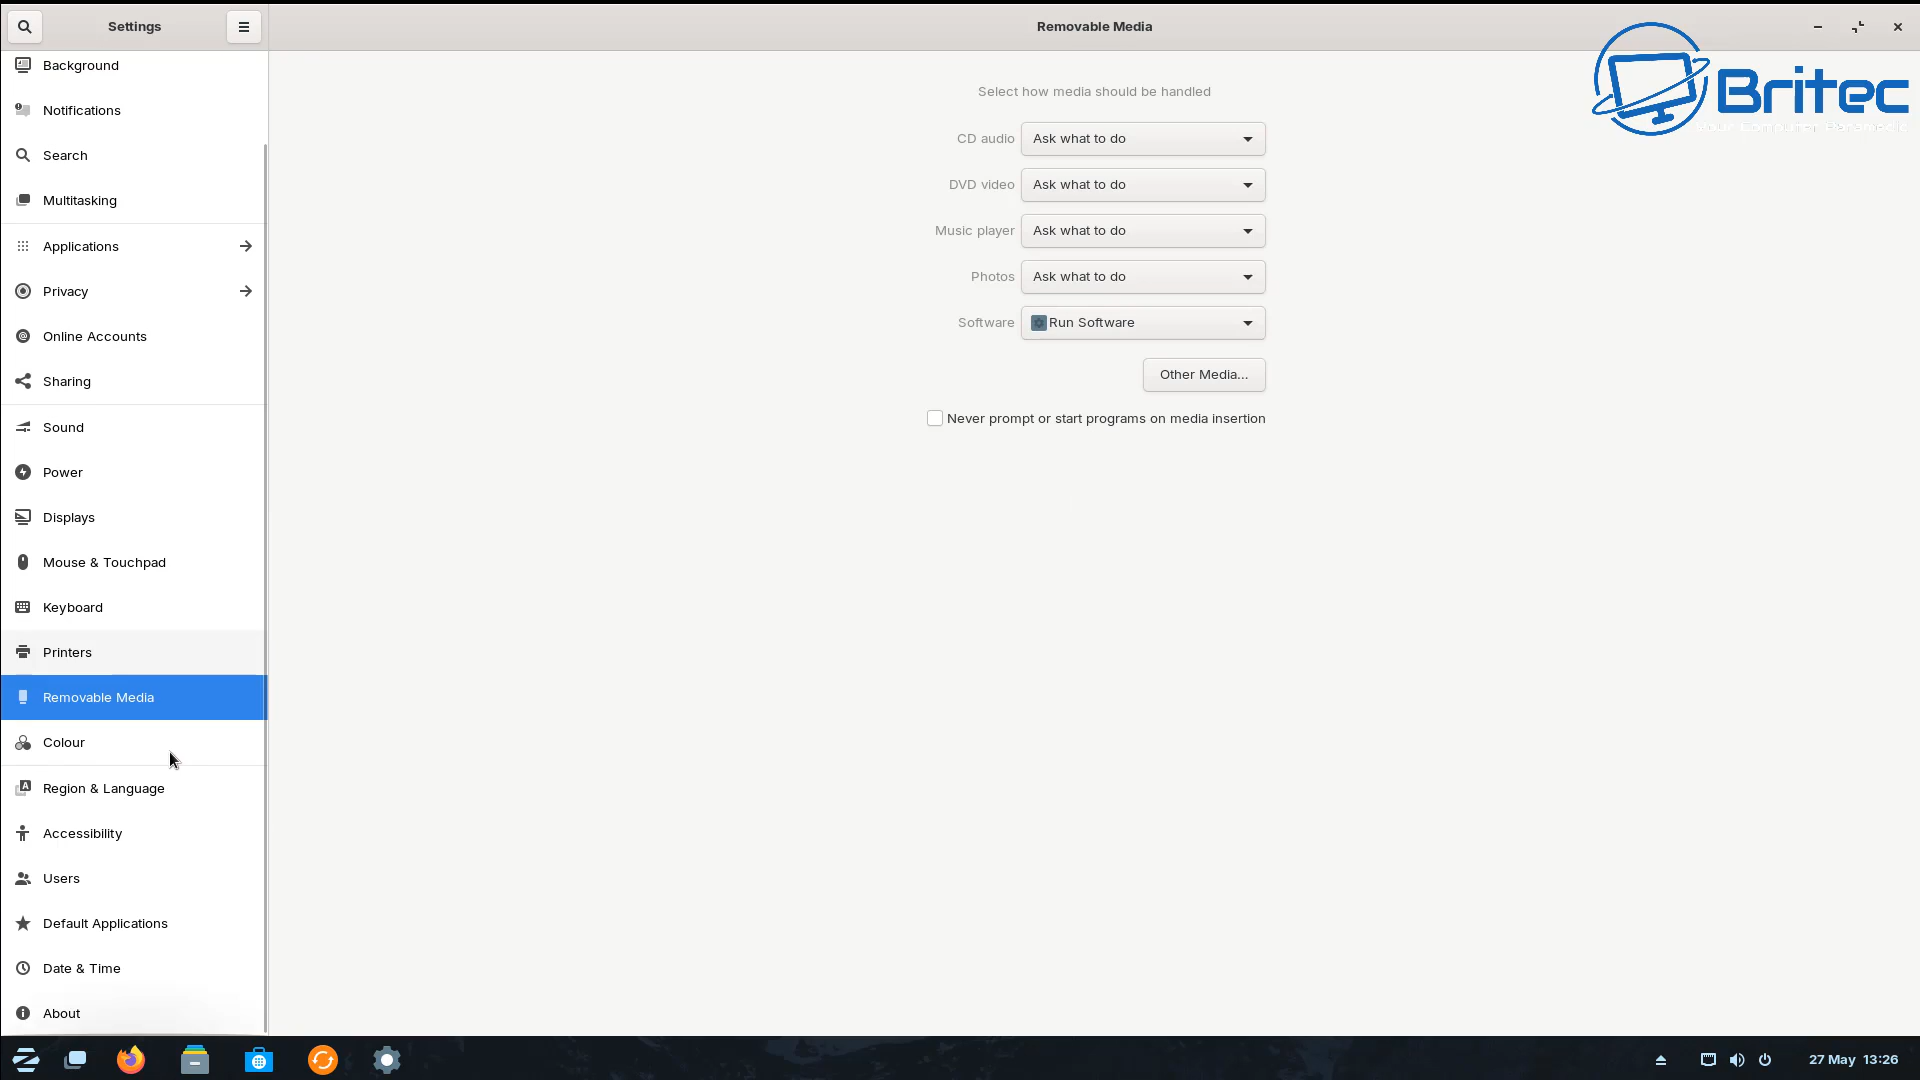 Settings
Removable Media
Background
Notifications
Search
Multitasking
Applications
Privacy
Online Accounts
Sharing
Sound
Power
Displays
Mouse & Touchpad
Keyboard
Printers
Removable Media
Colour
Region & Language
Accessibility
Users
Default Applications
Date & Time
About
Select how media should be handled
CD audio Ask what to do
DVD video Ask what to do
Music player Ask what to do
Photos Ask what to do
Software Run Software
Other Media...
Never prompt or start programs on media insertion
Britec
27 May 13:26